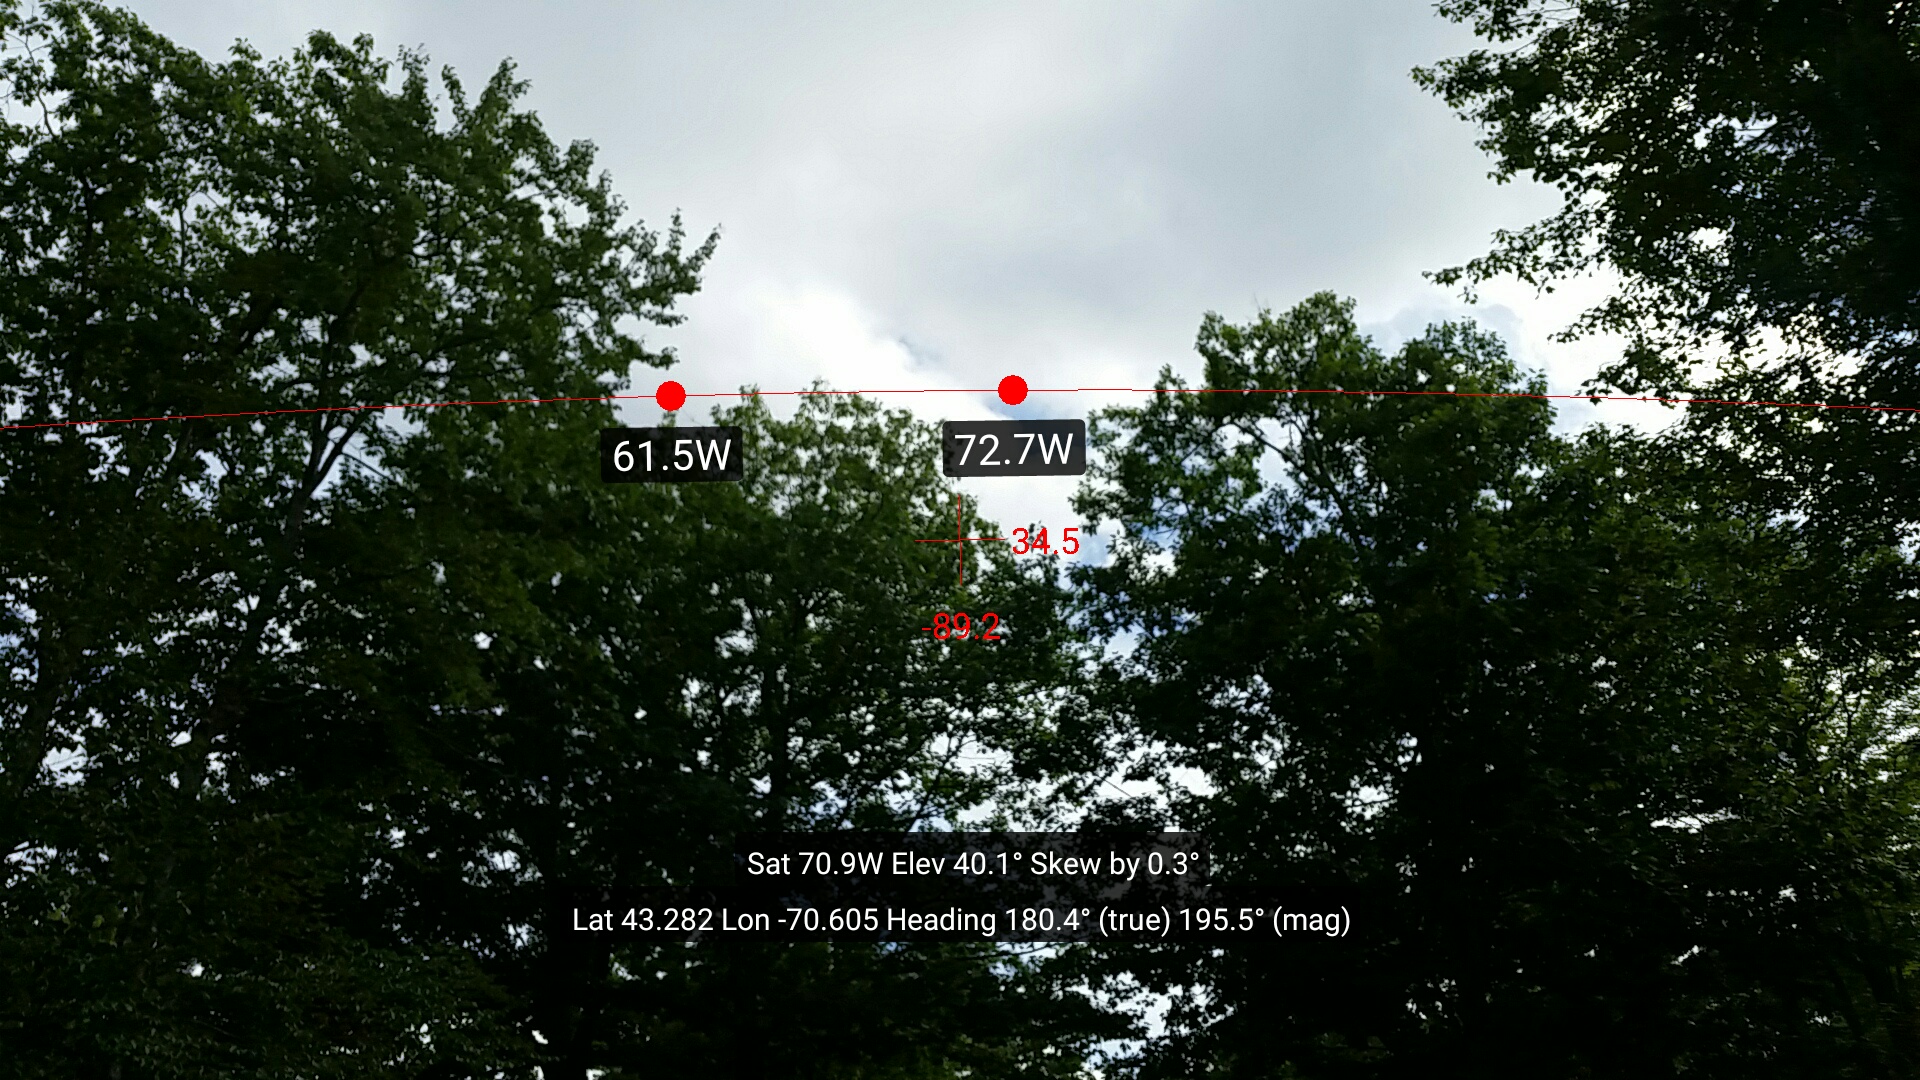 61.5W
72.7W
34.5
-89.2
Sat 70.9W Elev 40.1° Skew by 0.3°
Lat 43.282 Lon -70.605 Heading 180.4° (true) 195.5° (mag)